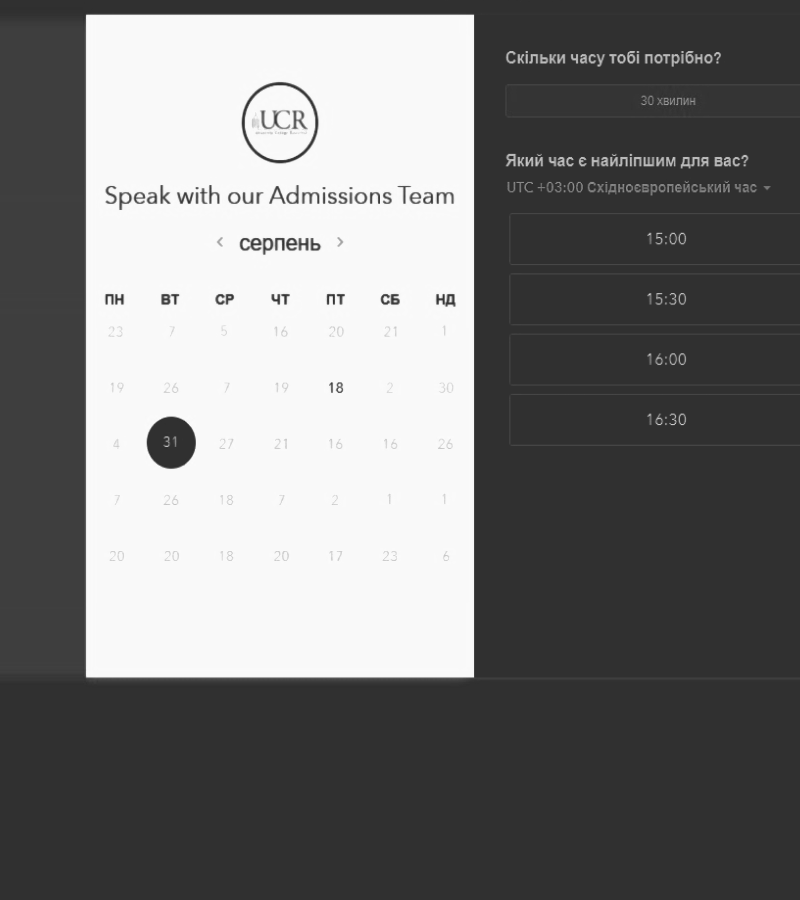 UCR
Speak with our Admissions Team
серпень
ПН ВТ СР ЧТ ПТ СБ НД
23 7 5 16 20 21 1
19 26 7 19 18 2 30
4 31 27 21 16 16 26
7 26 18 7 2 1 1
20 20 18 20 17 23 6
Скільки часу тобі потрібно?
30 хвилин
Який час є найліпшим для вас?
UTC +03:00 Східноєвропейський час
15:00
15:30
16:00
16:30